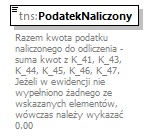 tns:PodatekNaliczony
Razem kwota podatku
naliczonego do odliczenia -
suma kwot z K_41, K_43,
K_44, K_45, K_46, K_47.
Jeżeli w ewidencji nie
wypełniono żadnego ze
wskazanych elementów,
wówczas należy wykazać
0.00